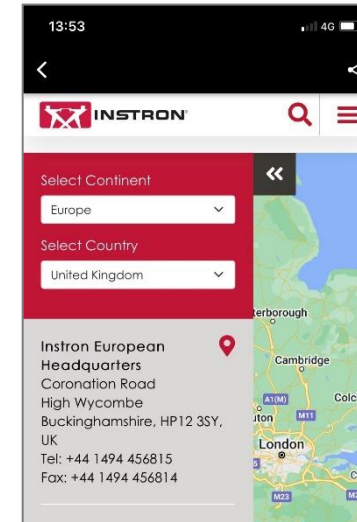 13:53
4G
INSTRON
Select Continent
Europe
Select Country
United Kingdom
Instron European
Headquarters
Coronation Road
High Wycombe
Buckinghamshire, HP12 3SY,
UK
Tel: +44 1494 456815
Fax: +44 1494 456814
terborough
Cambridge
A1(M)
Colc
ton
M11
London
M23